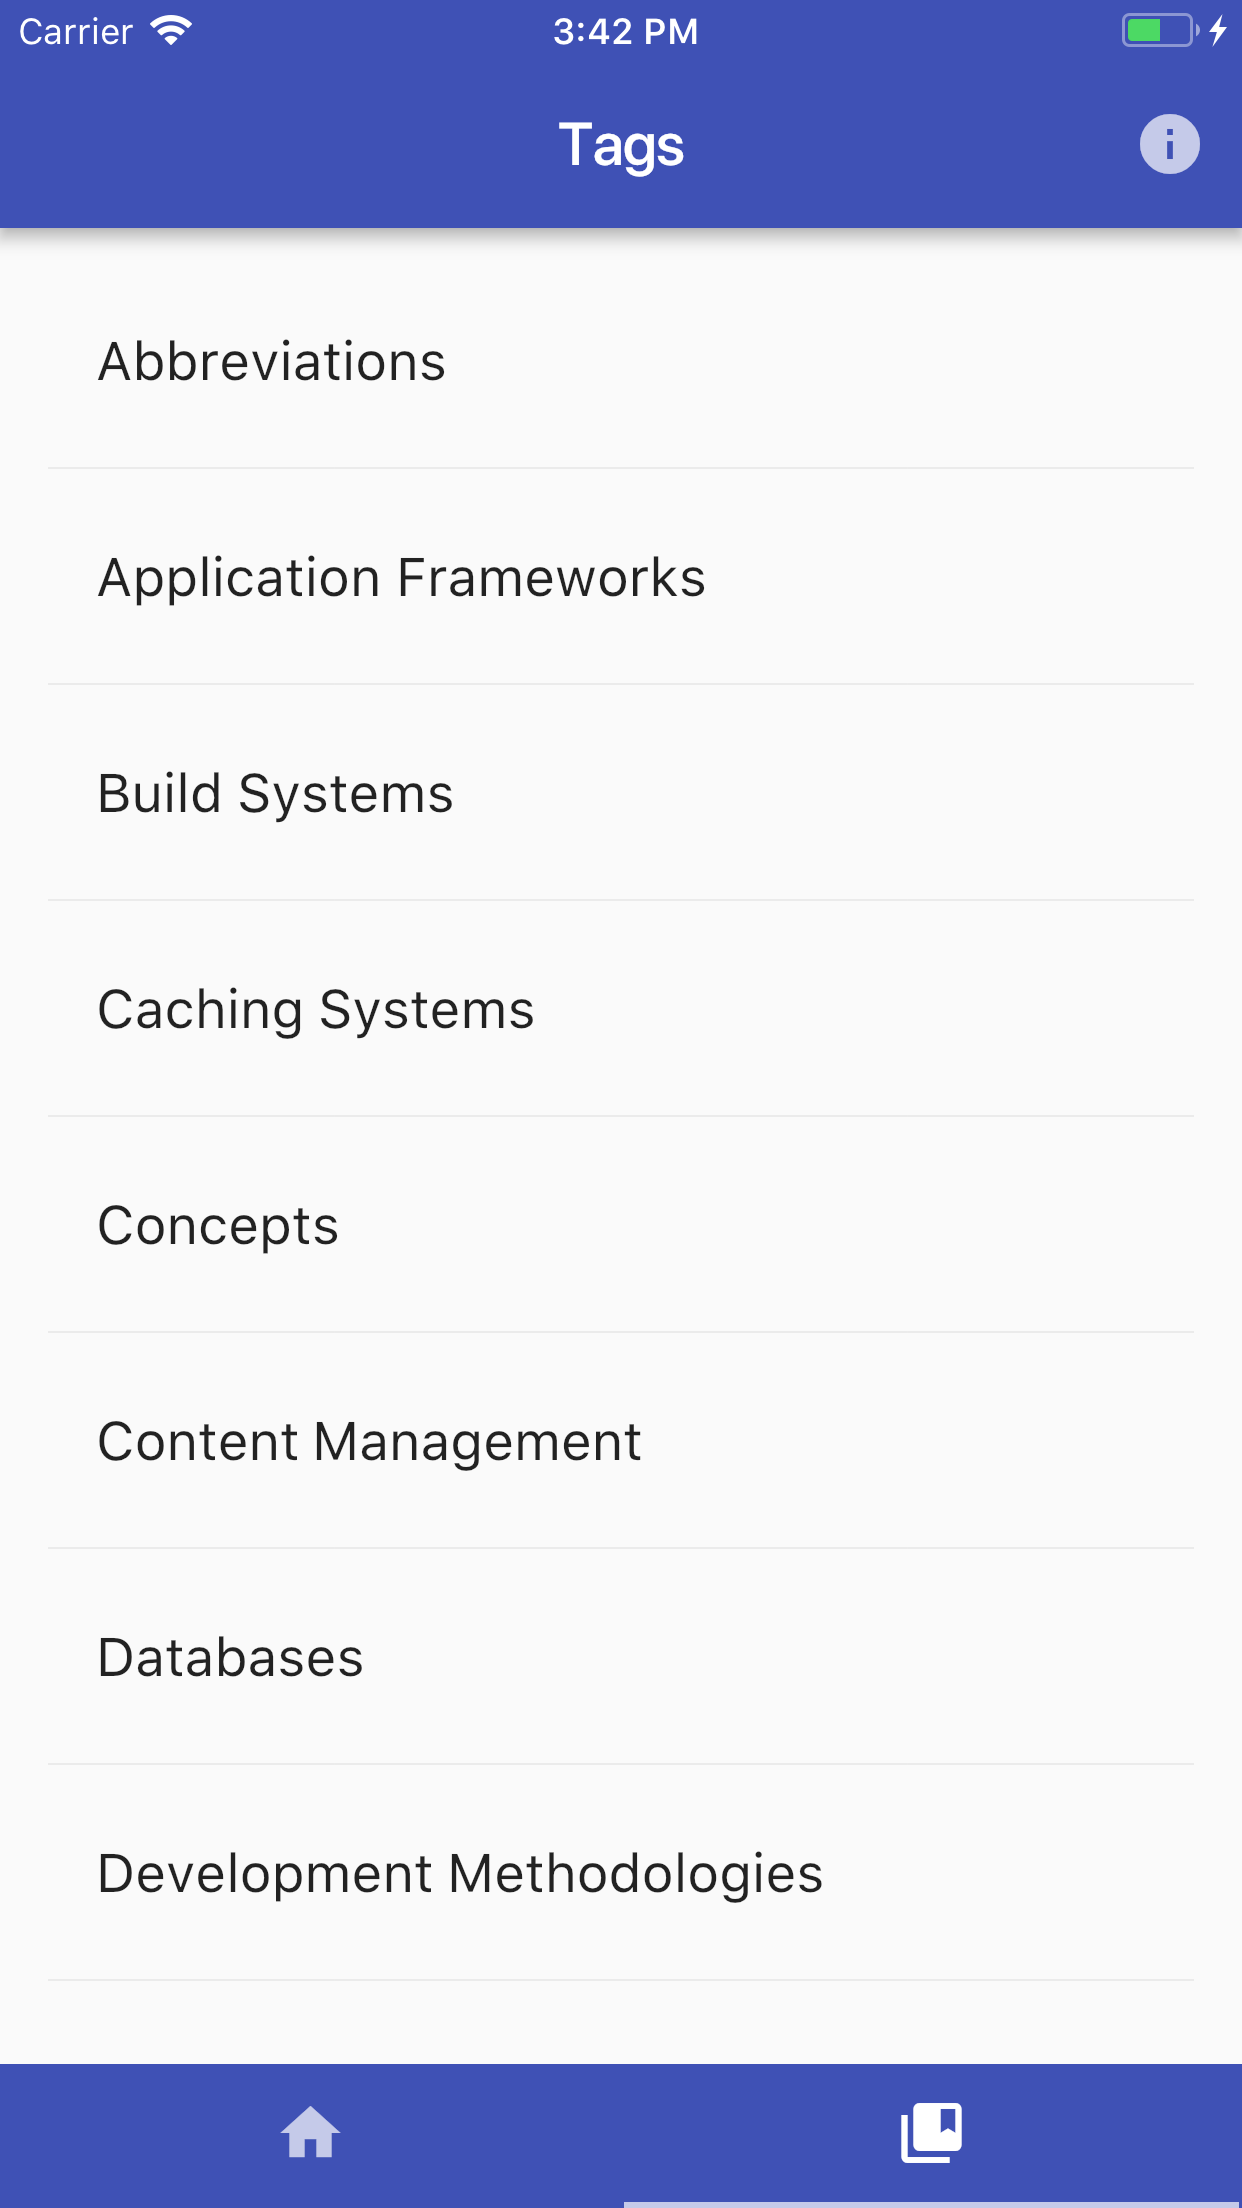 Carrier 3:42 PM
Tags
Abbreviations
Application Frameworks
Build Systems
Caching Systems
Concepts
Content Management
Databases
Development Methodologies